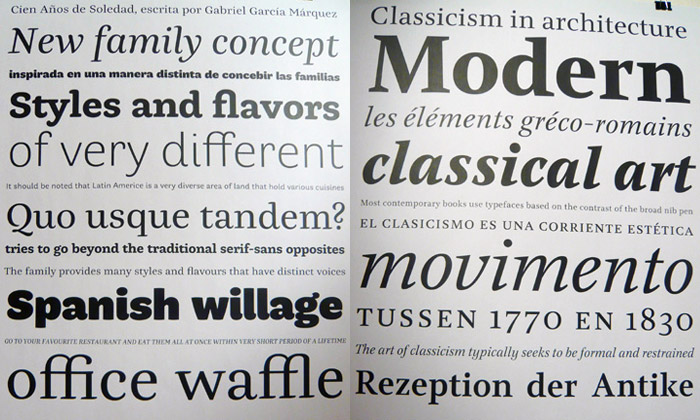 Cien Años de Soledad, escrita por Gabriel García Márquez
New family concept
inspirada en una manera distinta de concebir las familias
Styles and flavors
of very different
It should be noted that Latin Americe is a very diverse area of land that hold various cuisines
Quo usque tandem?
tries to go beyond the traditional serif-sans opposites
The family provides many styles and flavours that have distinct voices
Spanish willage
GO TO YOUR FAVOURITE RESTAURANT AND EAT THEM ALL AT ONCE WITHIN VERY SHORT PERIOD OF A LIFETIME
office waffle
Classicism in architecture
Modern
les éléments gréco-romains
classical art
Most contemporary books use typefaces based on the contrast of the broad nib pen
EL CLASICISMO ES UNA CORRIENTE ESTÉTICA
movimento
TUSSEN 1770 EN 1830
The art of classicism typically seeks to be formal and restrained
Rezeption der Antike